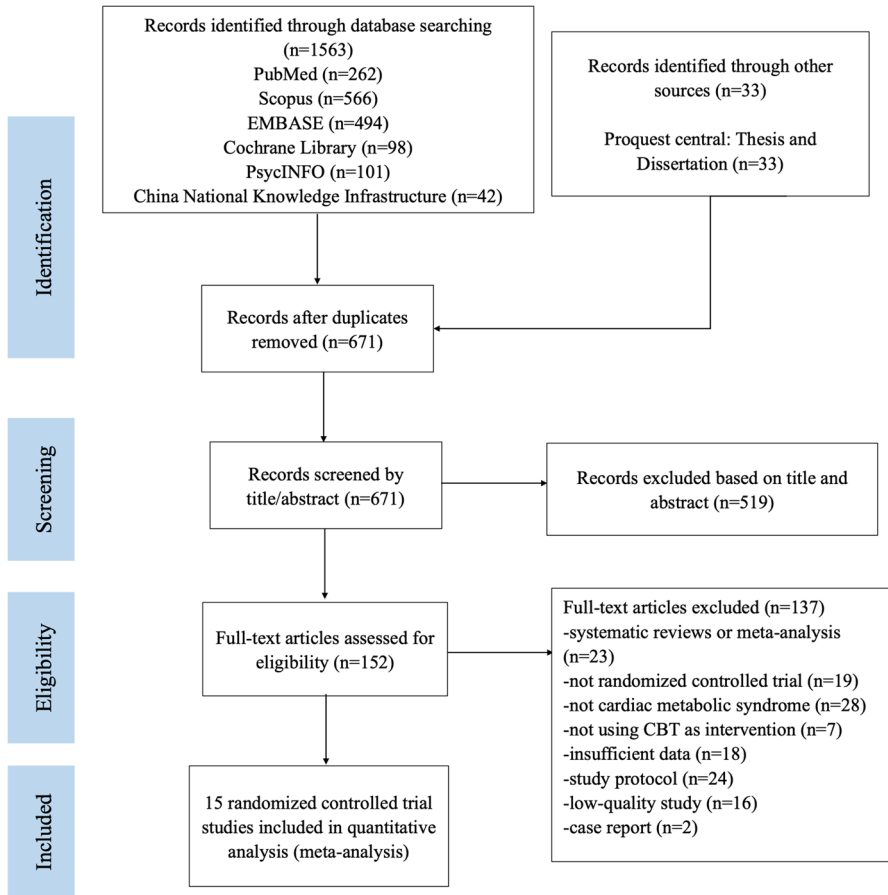 Identification
Records identified through database searching
(n=1563)
PubMed (n=262)
Scopus (n=566)
EMBASE (n=494)
Cochrane Library (n=98)
PsycINFO (n=101)
China National Knowledge Infrastructure (n=42)
Records identified through other
sources (n=33)
Proquest central: Thesis and
Dissertation (n=33)
Records after duplicates
removed (n=671)
Screening
Records screened by
title/abstract (n=671)
Records excluded based on title and
abstract (n=519)
Eligibility
Full-text articles assessed for
eligibility (n=152)
Full-text articles excluded (n=137)
-systematic reviews or meta-analysis
(n=23)
-not randomized controlled trial (n=19)
-not cardiac metabolic syndrome (n=28)
-not using CBT as intervention (n=7)
-insufficient data (n=18)
-study protocol (n=24)
-low-quality study (n=16)
-case report (n=2)
Included
15 randomized controlled trial
studies included in quantitative
analysis (meta-analysis)